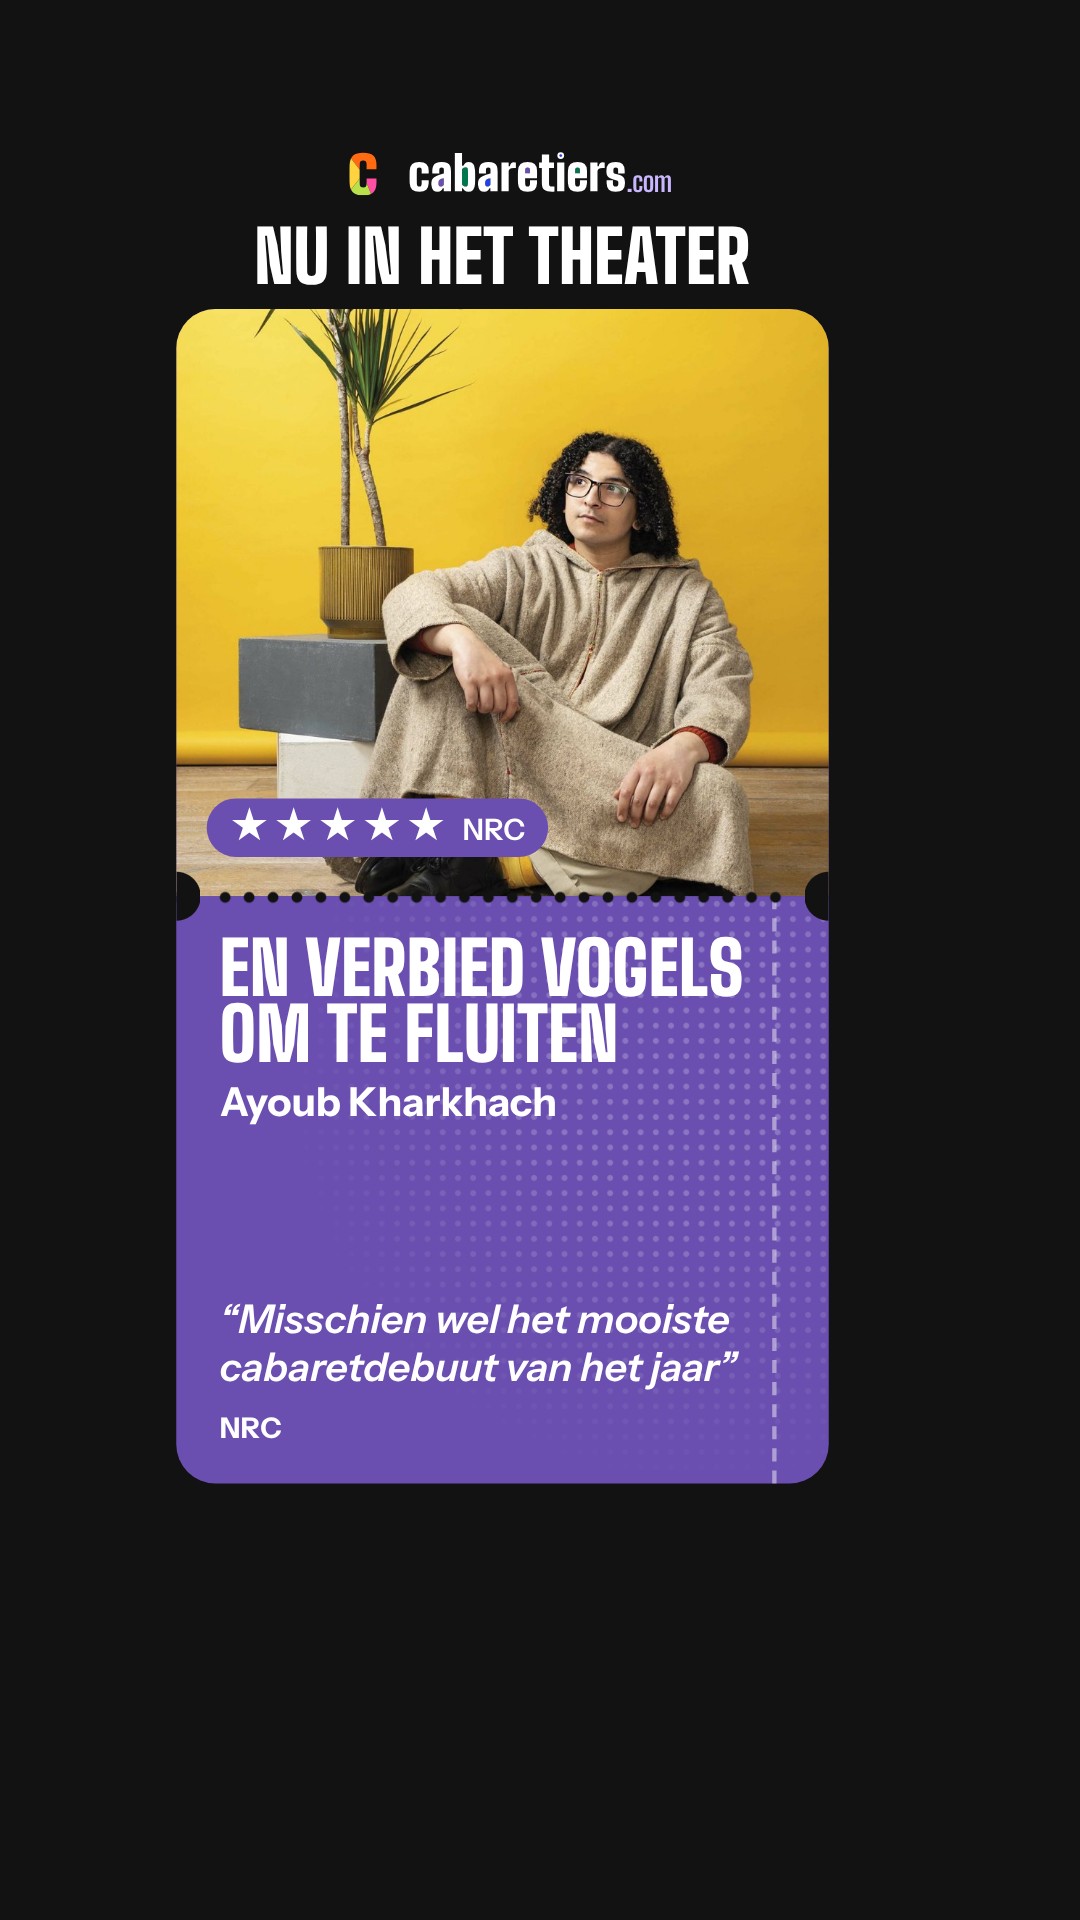 C cabaretiers.com
NU IN HET THEATER
★★★★★ NRC
EN VERBIED VOGELS
OM TE FLUITEN
Ayoub Kharkhach
“Misschien wel het mooiste
cabaretdebuut van het jaar”
NRC